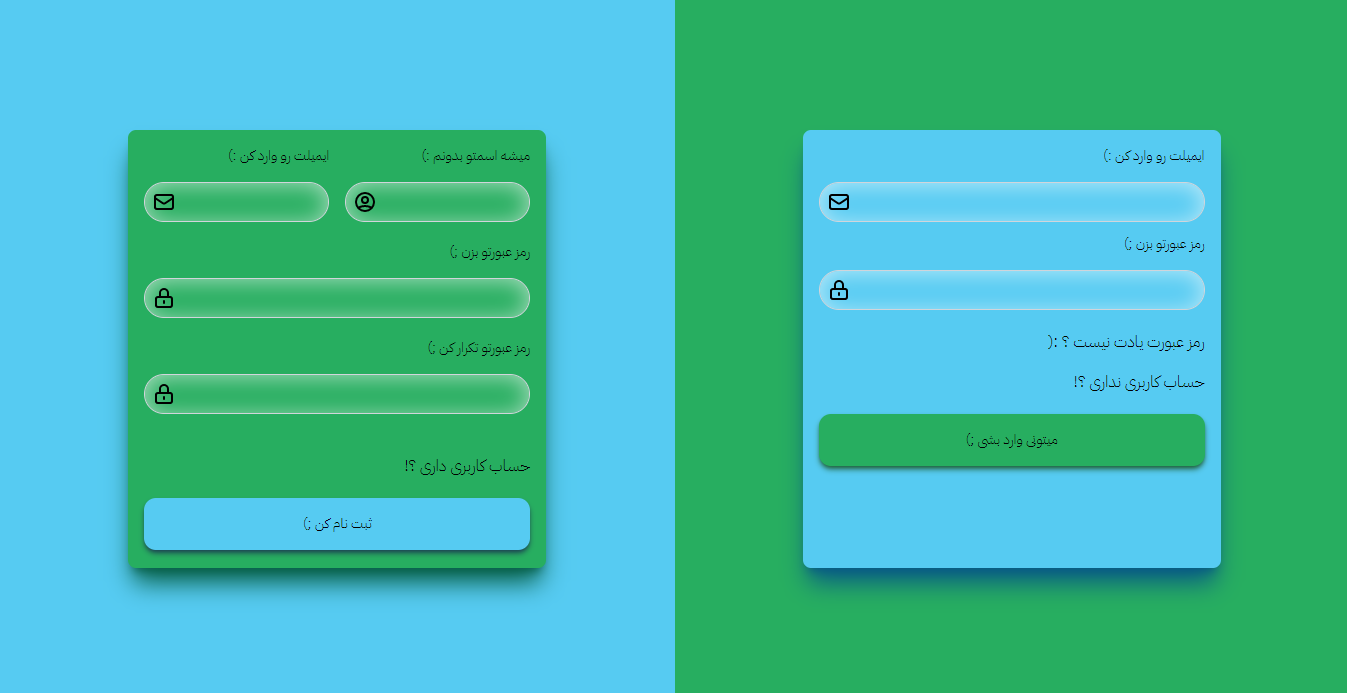 میشه اسمتو بدونم :)
ایمیلت رو وارد کن :)
رمز عبورتو بزن ;)
رمز عبورتو تکرار کن ;)
حساب کاربری داری ؟!
ثبت نام کن ;)
ایمیلت رو وارد کن :)
رمز عبورتو بزن ;)
رمز عبورت یادت نیست ؟ :(
حساب کاربری نداری ؟!
میتونی وارد بشی ;)